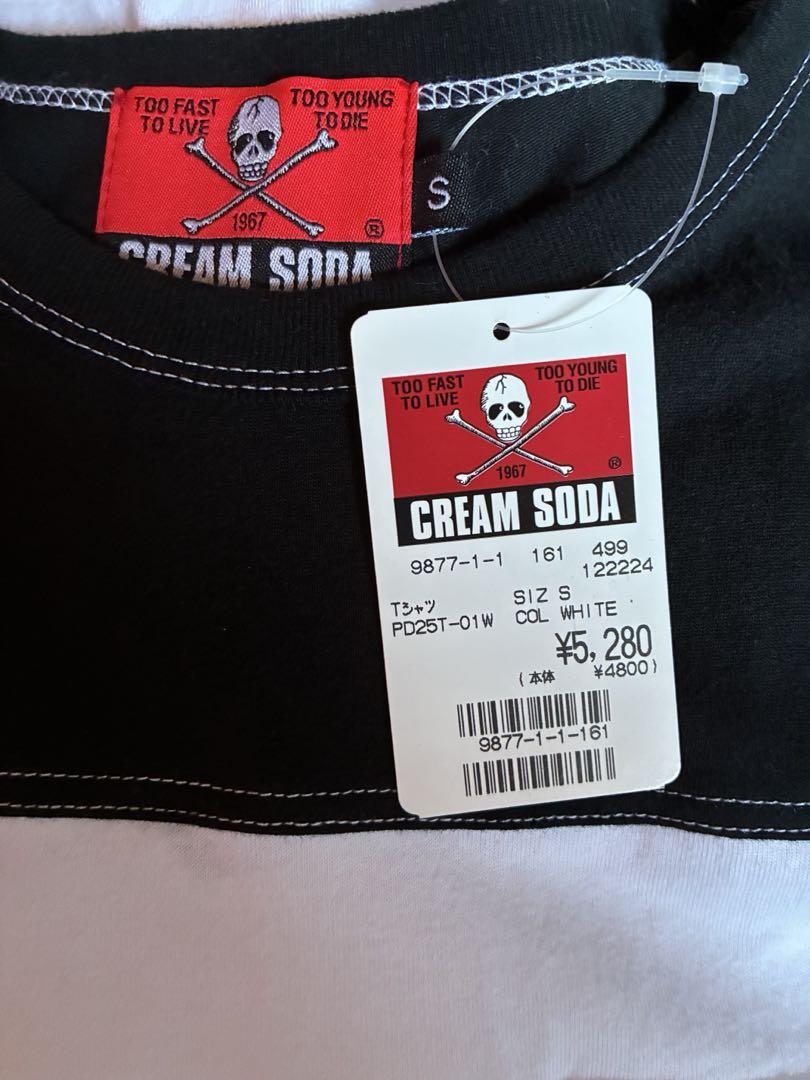 TOO FAST
TO LIVE
TOO YOUNG
TO DIE
1967
®
CREAM SODA
S
TOO FAST
TO LIVE
TOO YOUNG
TO DIE
1967
®
CREAM SODA
9877-1-1 161 499
122224
Tシャツ SIZ S
PD25T-01W COL WHITE
¥5,280
(本体 ¥4800)
9877-1-1-161